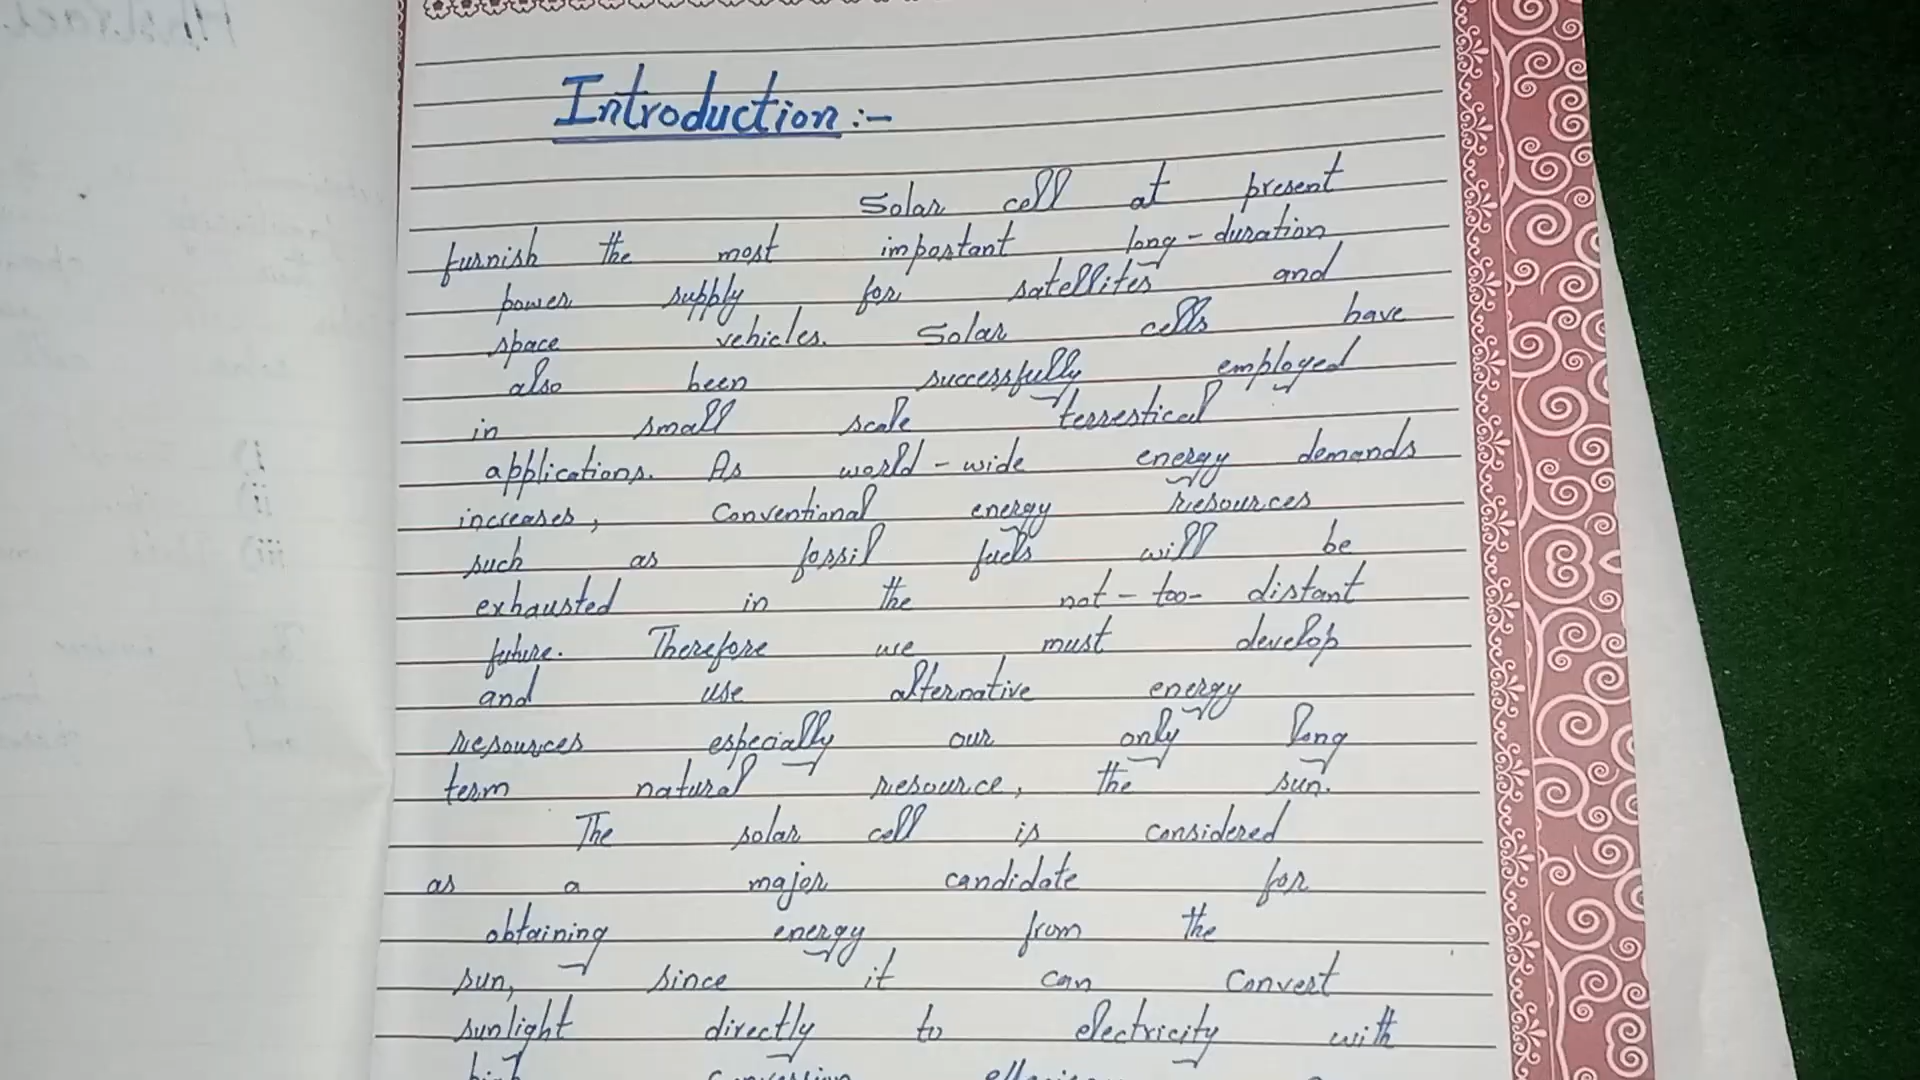 Introduction :-
Solar cell at present
furnish the most important long-duration
power supply for satellites and
space vehicles. Solar cells have
also been successfully employed
in small scale terrestical
applications. As world-wide energy demands
increases, conventional energy resources
such as fossil fuels will be
exhausted in the not-too-distant
future. Therefore we must develop
and use alternative energy
resources especially our only long
term natural resource, the sun.
The solar cell is considered
as a major candidate for
obtaining energy from the
sun, since it can convert
sunlight directly to electricity with
high conversion